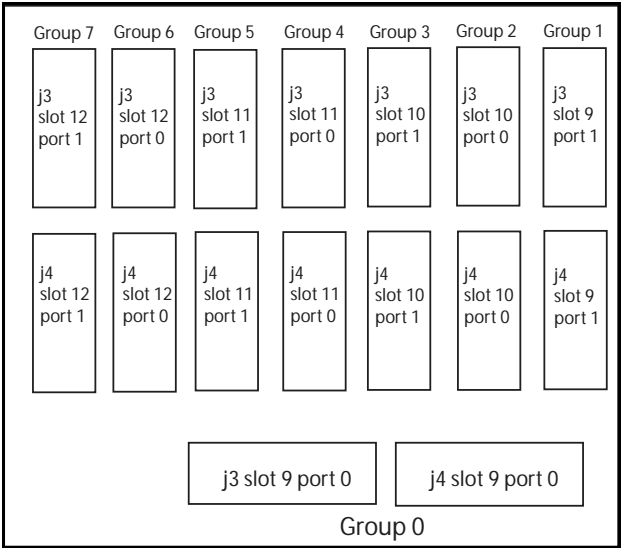 Group 7 Group 6 Group 5 Group 4 Group 3 Group 2 Group 1
j3 j3 j3 j3 j3 j3 j3
slot 12 slot 12 slot 11 slot 11 slot 10 slot 10 slot 9
port 1 port 0 port 1 port 0 port 1 port 0 port 1
j4 j4 j4 j4 j4 j4 j4
slot 12 slot 12 slot 11 slot 11 slot 10 slot 10 slot 9
port 1 port 0 port 1 port 0 port 1 port 0 port 1
j3 slot 9 port 0 j4 slot 9 port 0
Group 0